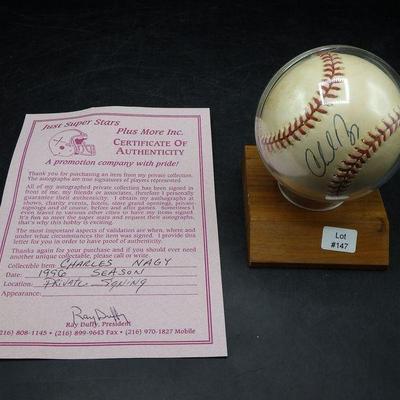 Just Super Stars
Plus More Inc.
CERTIFICATE OF
AUTHENTICITY
A promotion company with pride!
Thank you for purchasing an item from my private collection.
The autographs are true signatures of players represented.
All of my autographed private collection has been signed in
front of me, my friends or associates, therefore I personally
guarantee their authenticity. I obtain my autographs at
shows, charity events, hotels, store grand openings, private
signings and of course, before and after games. Sometimes I
even travel to various other cities to have my items signed.
It's fun to meet the super stars and request their autographs,
that's why this hobby is exciting.
The most important aspects of validation are when, where and
under what circumstances the item was signed. I provide this
letter for you in order to have proof of authenticity.
Thanks again for your purchase and if you should ever need
another unique collectable, please call or write.
Collectible Item: CHARLES NAGY
Date: 1996 SEASON
Location: PRIVATE SIGNING
Appearance:
Ray Duffy
Ray Duffy, President
(216) 808-1145 • (216) 899-9643 Fax • (216) 970-1827 Mobile
Lot
#147